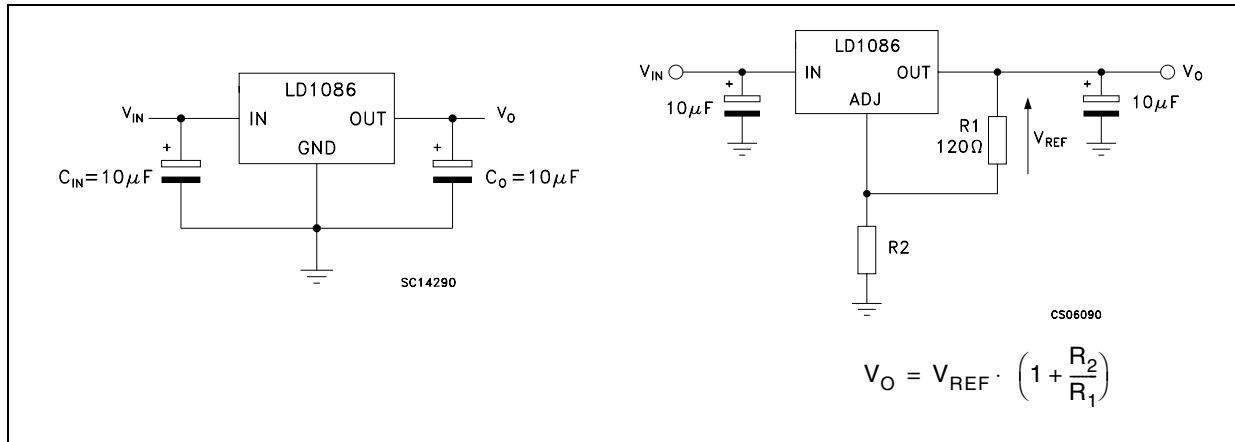 LD1086
V_IN IN OUT V_O
GND
+ +
C_IN=10μF C_O=10μF
SC14290
LD1086
V_IN IN OUT V_O
ADJ
+ +
10μF 10μF
R1
120Ω
V_REF
R2
CS06090
V_O = V_REF · (1 + R_2/R_1)